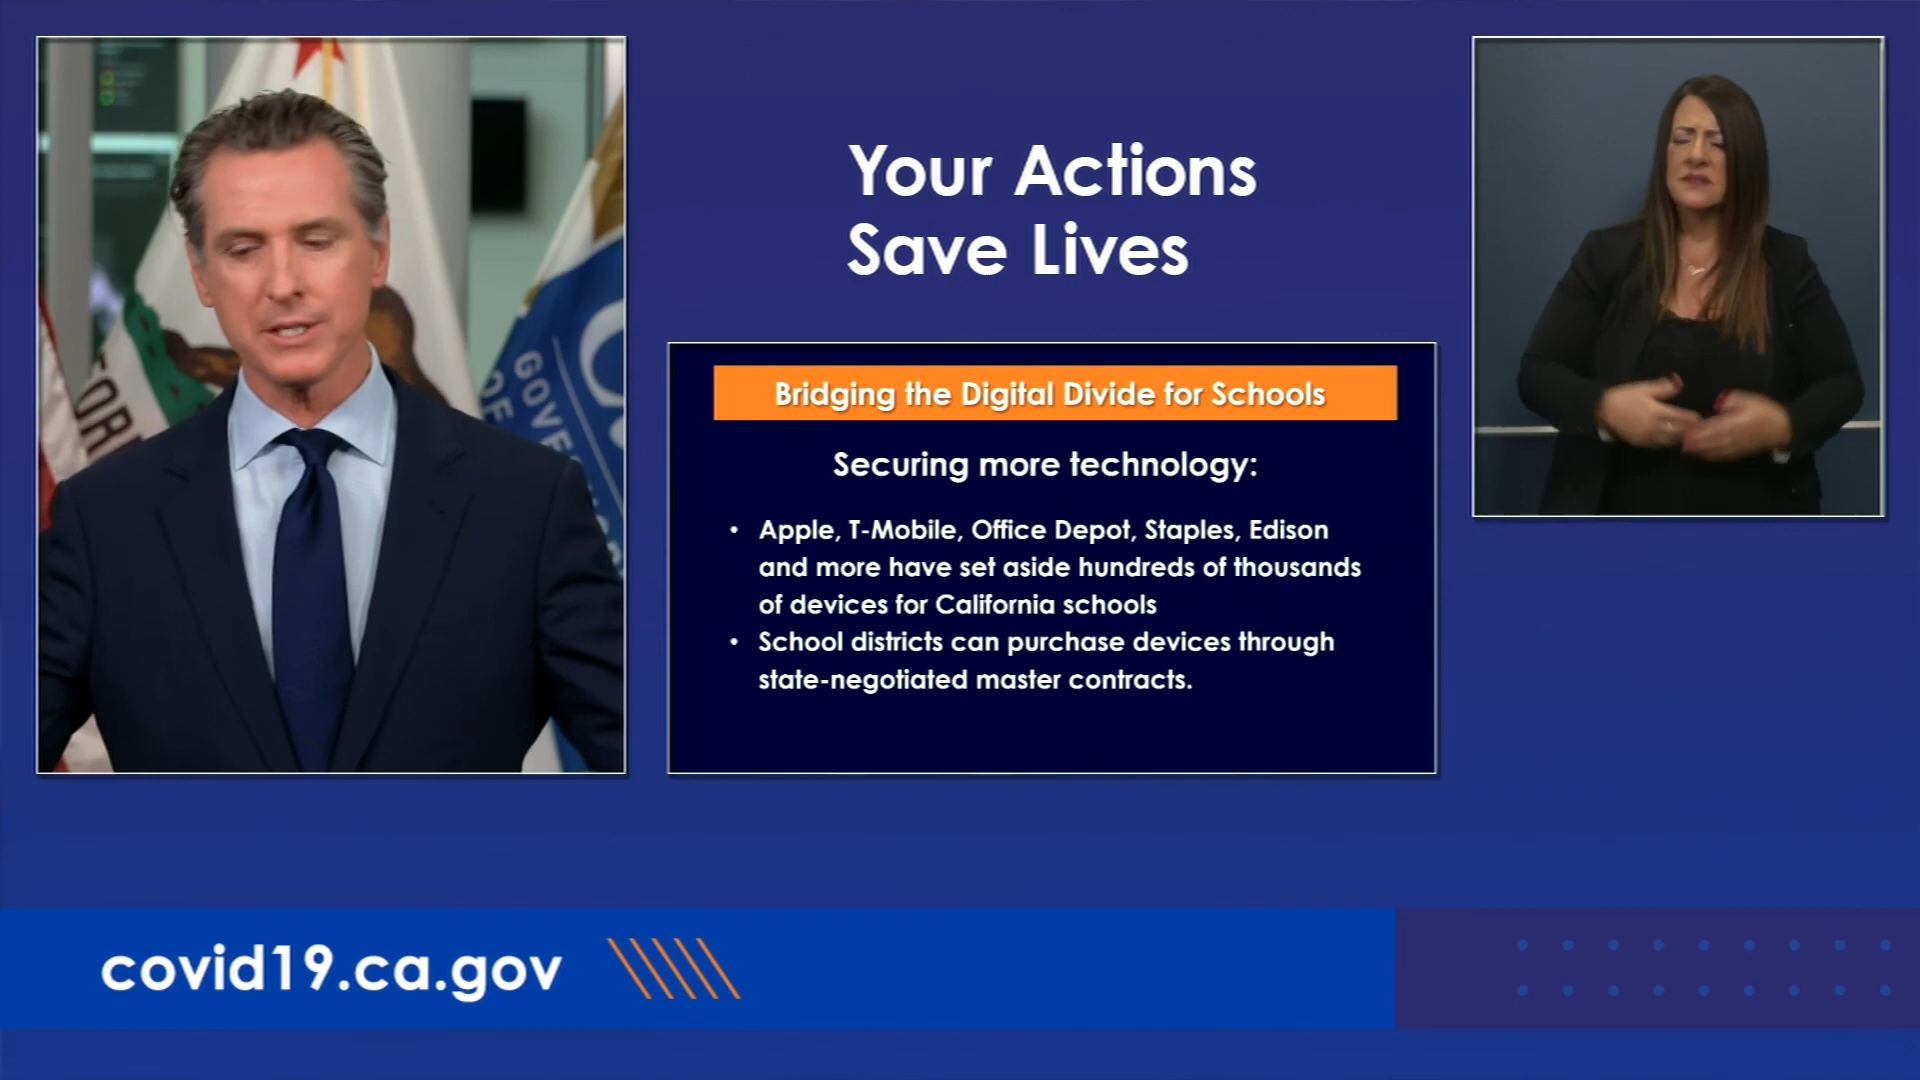 Your Actions
Save Lives
Bridging the Digital Divide for Schools
Securing more technology:
• Apple, T-Mobile, Office Depot, Staples, Edison
and more have set aside hundreds of thousands
of devices for California schools
• School districts can purchase devices through
state-negotiated master contracts.
covid19.ca.gov
GOVE
OF